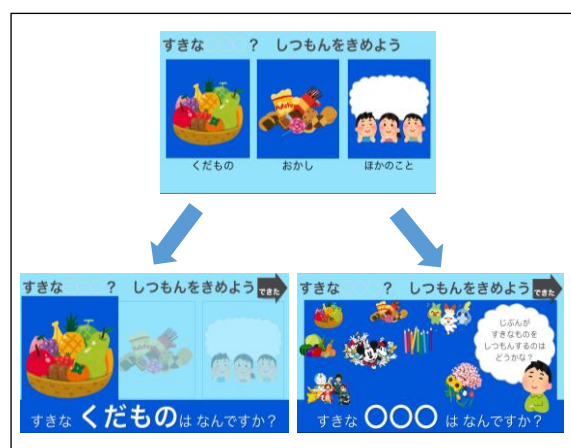 すきな○○○? しつもんをきめよう
くだもの
おかし
ほかのこと
すきな○○○? しつもんをきめよう
できた
すきな くだものは なんですか?
すきな○○○? しつもんをきめよう
できた
じぶんが
すきなものを
しつもんするのは
どうかな?
すきな ○○○ は なんですか?